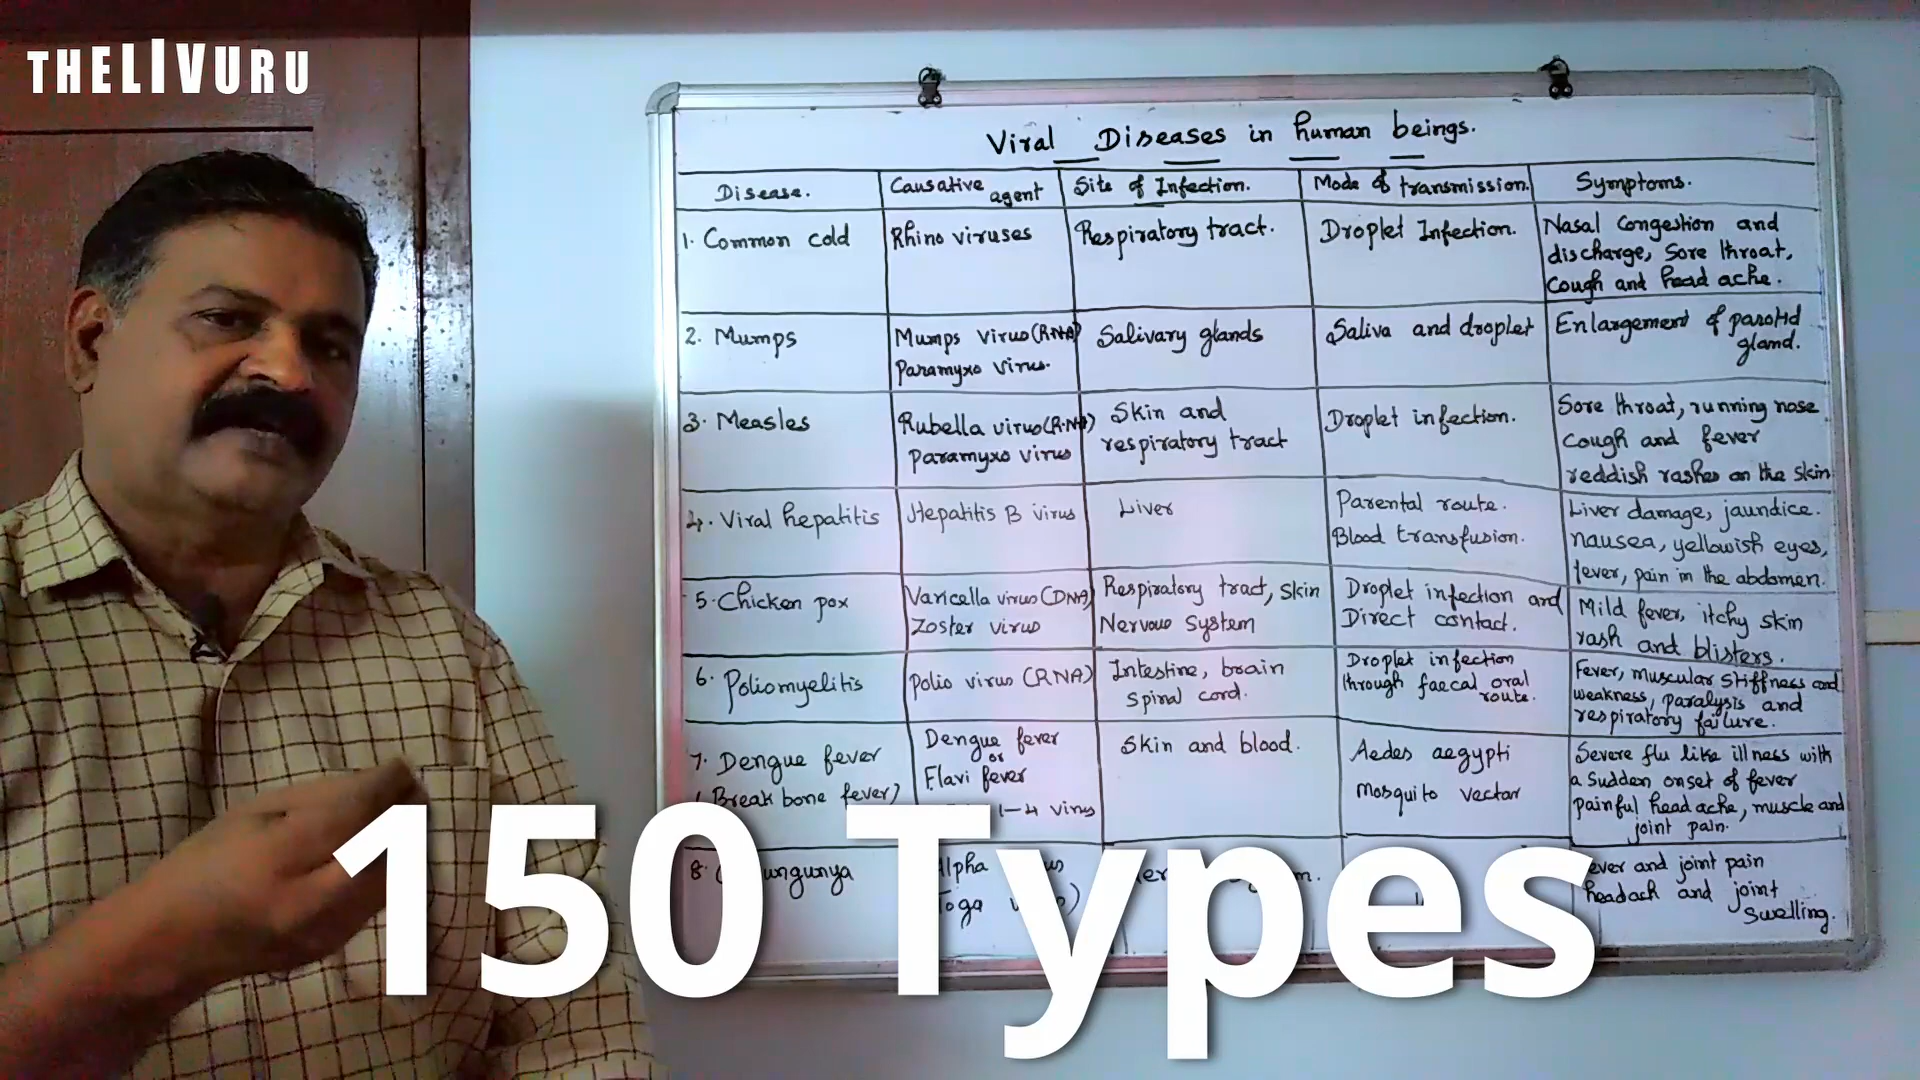 THELIVURU
Viral Diseases in human beings.
Disease.
Causative
agent
Site of Infection.
Mode of transmission.
Symptoms.
1. Common cold
Rhino viruses
Respiratory tract.
Droplet Infection.
Nasal Congestion and
discharge, Sore throat,
Cough and head ache.
2. Mumps
Mumps virus (RNA)
Paramyxo virus.
Salivary glands
Saliva and droplet
Enlargement of parotid
gland.
3. Measles
Rubella virus (RNA)
paramyxo virus
Skin and
respiratory tract
Droplet infection.
Sore throat, running nose
Cough and fever
reddish rashes on the skin
4. Viral hepatitis
Hepatitis B virus
Liver
Parental route.
Blood transfusion.
Liver damage, jaundice.
nausea, yellowish eyes,
fever, pain in the abdomen.
5. Chicken pox
Varicella virus (DNA)
Zoster virus
Respiratory tract, Skin
Nervous System
Droplet infection and
Direct contact.
Mild fever, itchy skin
rash and blisters.
6. Poliomyelitis
Polio virus (RNA)
Intestine, brain
Spinal cord.
Droplet infection
through faecal oral
route.
Fever, muscular stiffness and
weakness, paralysis and
respiratory failure.
7. Dengue fever
(Break bone fever)
Dengue fever
or
Flavi fever
1-4 virus
Skin and blood.
Aedes aegypti
Mosquito vector
Severe flu like illness with
a Sudden onset of fever
painful head ache, muscle and
joint pain.
8.
Alpha
Toga
ever and joint pain
headach and joint
Swelling.
150 Types